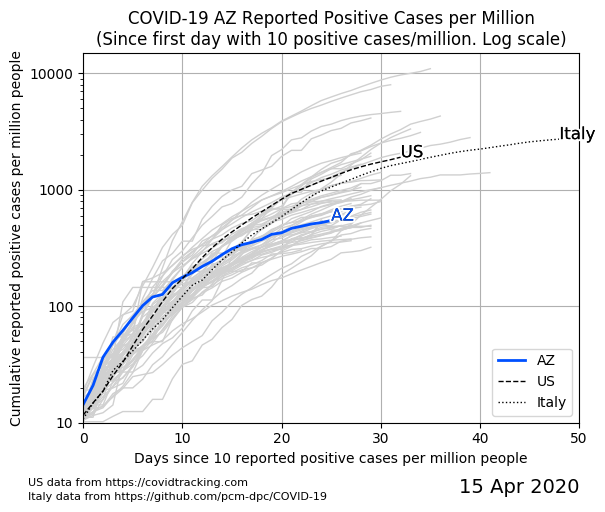 COVID-19 AZ Reported Positive Cases per Million
(Since first day with 10 positive cases/million. Log scale)
Cumulative reported positive cases per million people
10000
1000
100
10
Italy
US
AZ
AZ
US
Italy
0
10
20
30
40
50
Days since 10 reported positive cases per million people
US data from https://covidtracking.com
Italy data from https://github.com/pcm-dpc/COVID-19
15 Apr 2020